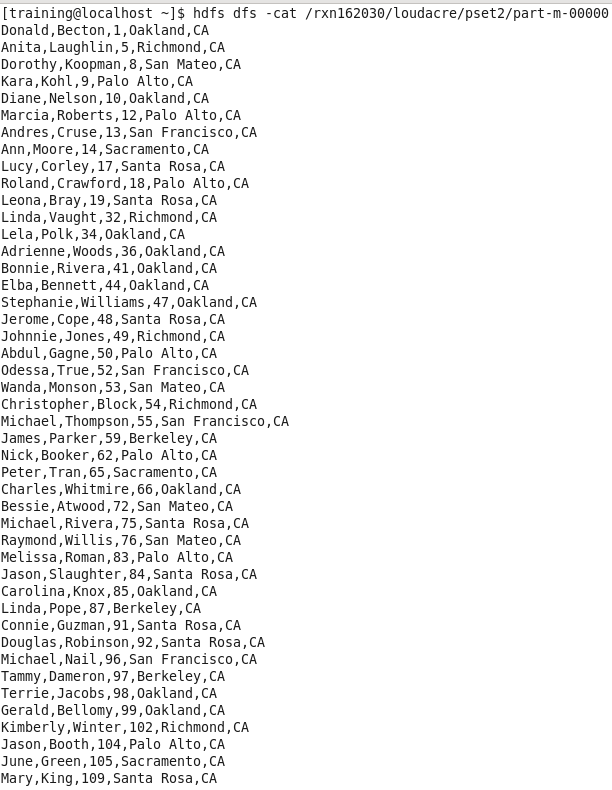 [training@localhost ~]$ hdfs dfs -cat /rxn162030/loudacre/pset2/part-m-00000
Donald,Becton,1,Oakland,CA
Anita,Laughlin,5,Richmond,CA
Dorothy,Koopman,8,San Mateo,CA
Kara,Kohl,9,Palo Alto,CA
Diane,Nelson,10,Oakland,CA
Marcia,Roberts,12,Palo Alto,CA
Andres,Cruse,13,San Francisco,CA
Ann,Moore,14,Sacramento,CA
Lucy,Corley,17,Santa Rosa,CA
Roland,Crawford,18,Palo Alto,CA
Leona,Bray,19,Santa Rosa,CA
Linda,Vaught,32,Richmond,CA
Lela,Polk,34,Oakland,CA
Adrienne,Woods,36,Oakland,CA
Bonnie,Rivera,41,Oakland,CA
Elba,Bennett,44,Oakland,CA
Stephanie,Williams,47,Oakland,CA
Jerome,Cope,48,Santa Rosa,CA
Johnnie,Jones,49,Richmond,CA
Abdul,Gagne,50,Palo Alto,CA
Odessa,True,52,San Francisco,CA
Wanda,Monson,53,San Mateo,CA
Christopher,Block,54,Richmond,CA
Michael,Thompson,55,San Francisco,CA
James,Parker,59,Berkeley,CA
Nick,Booker,62,Palo Alto,CA
Peter,Tran,65,Sacramento,CA
Charles,Whitmire,66,Oakland,CA
Bessie,Atwood,72,San Mateo,CA
Michael,Rivera,75,Santa Rosa,CA
Raymond,Willis,76,San Mateo,CA
Melissa,Roman,83,Palo Alto,CA
Jason,Slaughter,84,Santa Rosa,CA
Carolina,Knox,85,Oakland,CA
Linda,Pope,87,Berkeley,CA
Connie,Guzman,91,Santa Rosa,CA
Douglas,Robinson,92,Santa Rosa,CA
Michael,Nail,96,San Francisco,CA
Tammy,Dameron,97,Berkeley,CA
Terrie,Jacobs,98,Oakland,CA
Gerald,Bellomy,99,Oakland,CA
Kimberly,Winter,102,Richmond,CA
Jason,Booth,104,Palo Alto,CA
June,Green,105,Sacramento,CA
Mary,King,109,Santa Rosa,CA